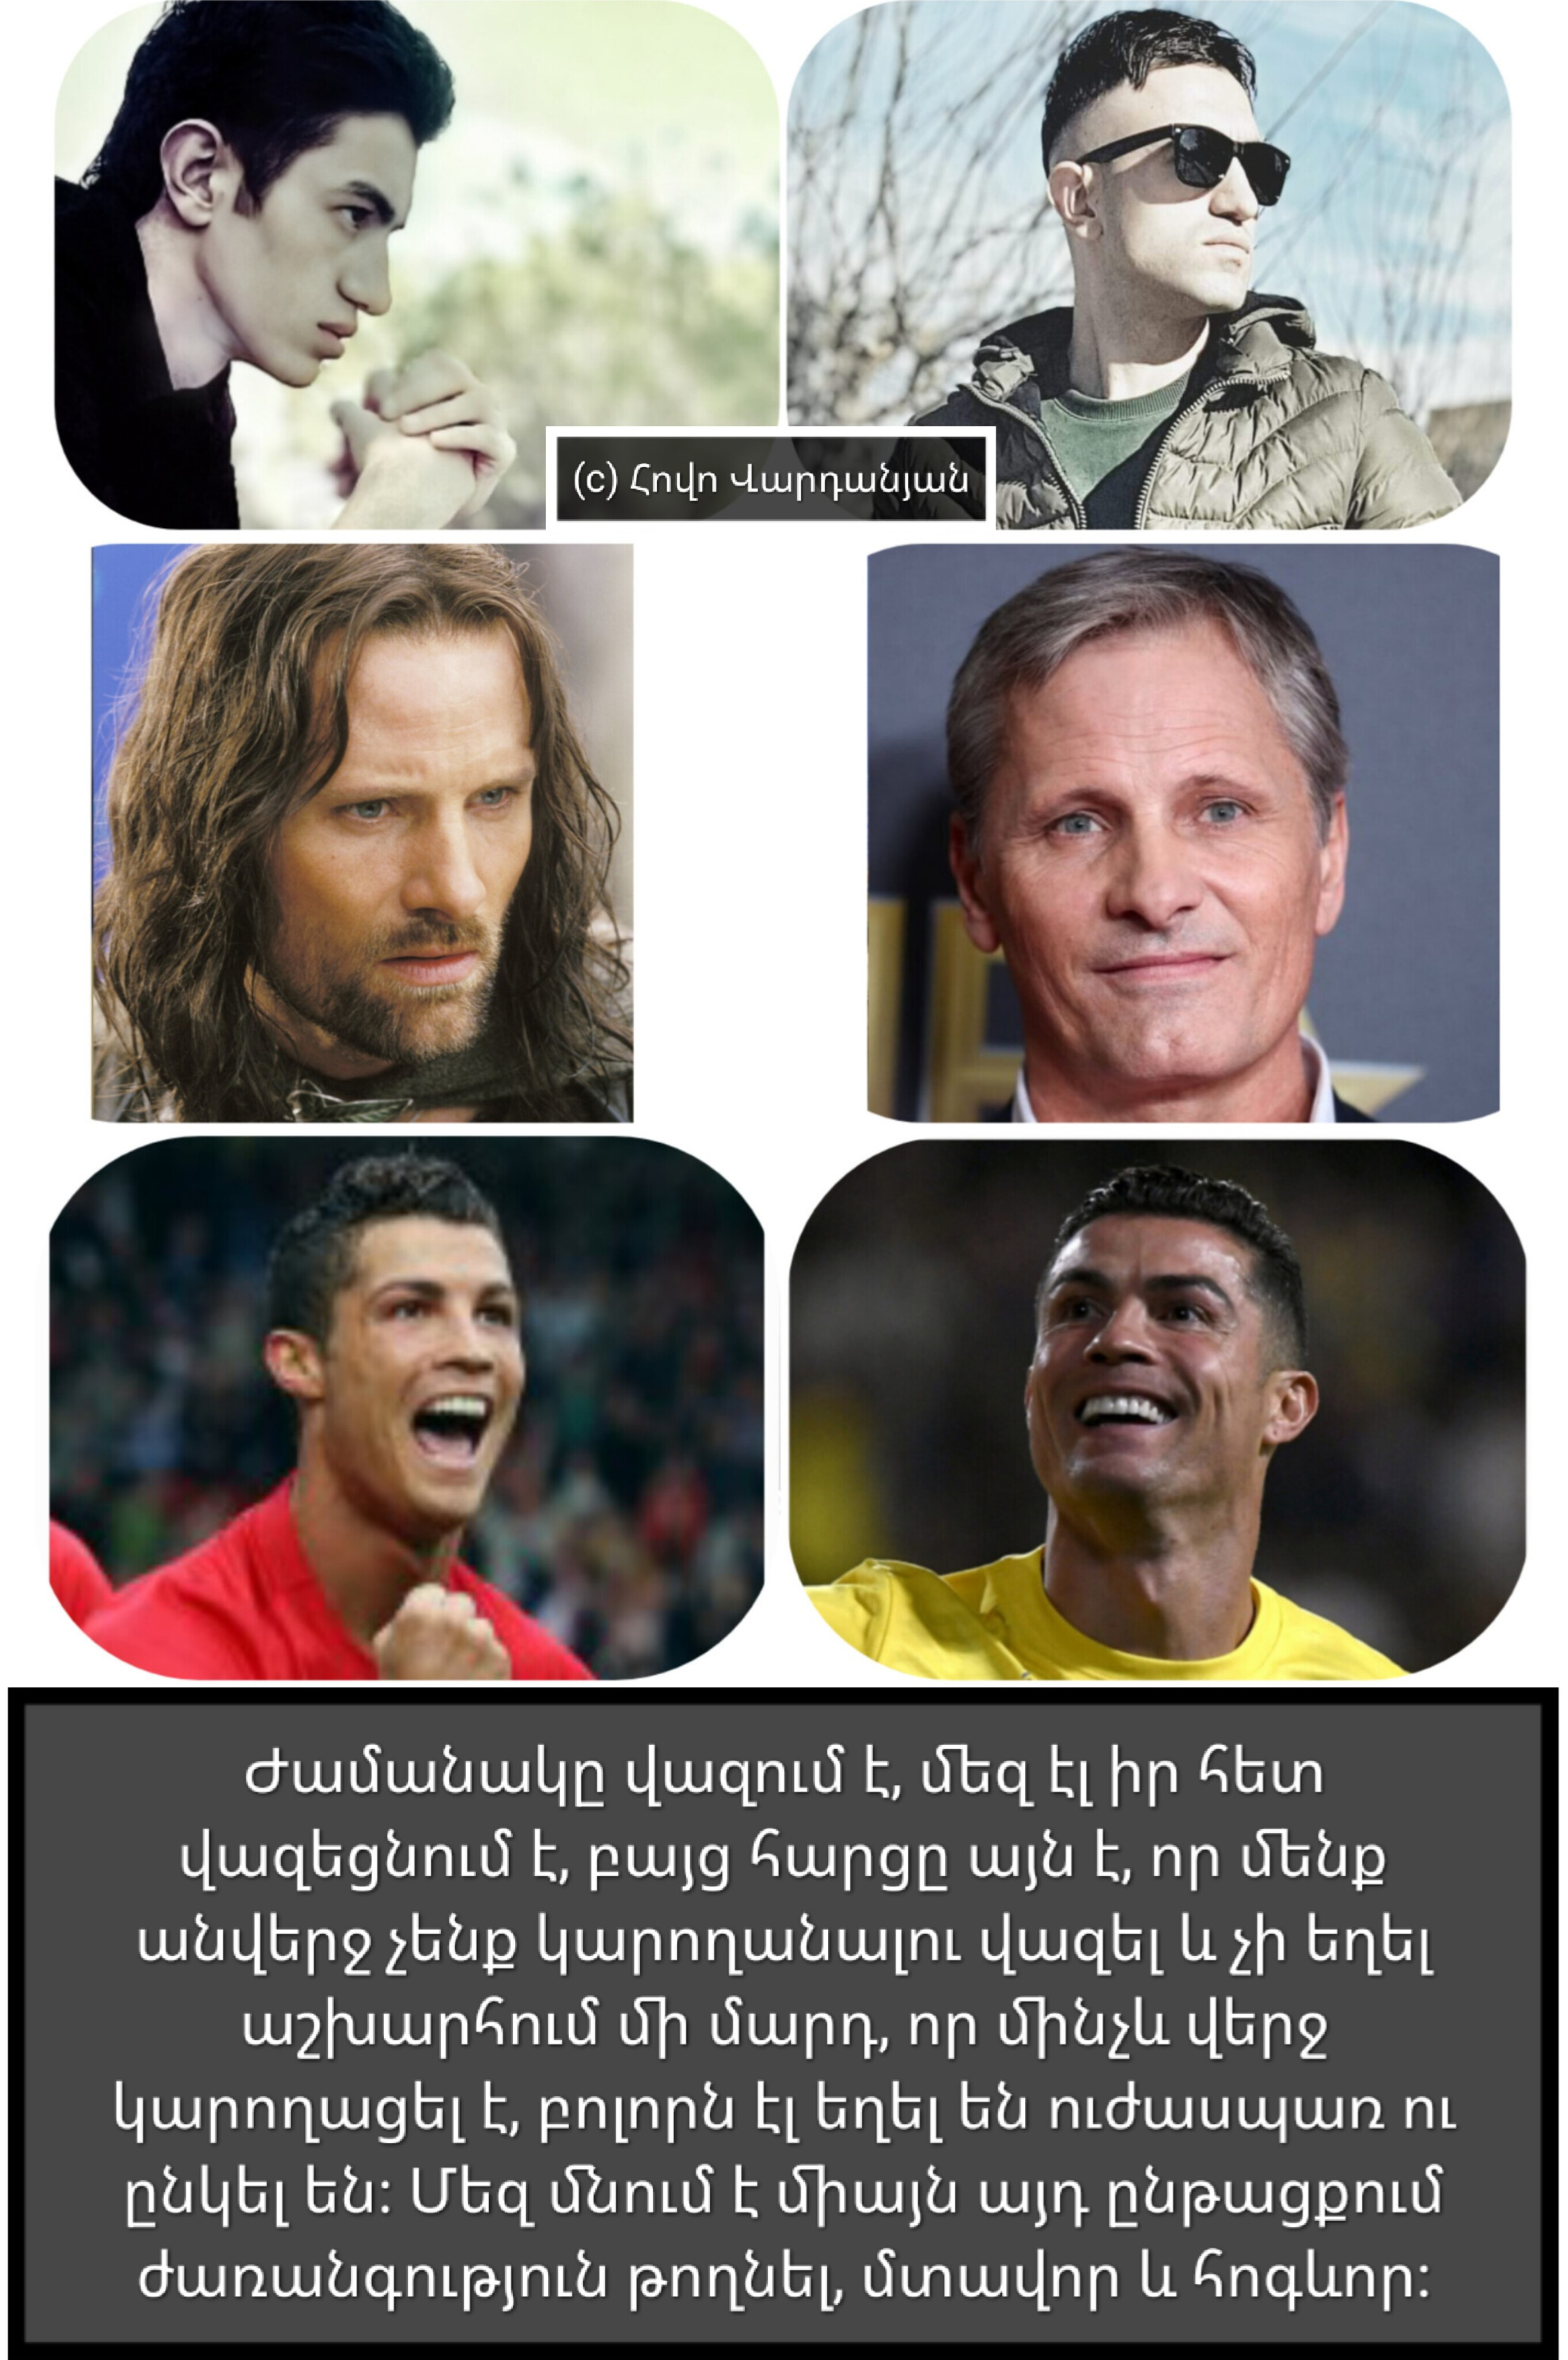 (c) Հովո Վարդանյան
Ժամանակը վազում է, մեզ էլ իր հետ
վազեցնում է, բայց հարցը այն է, որ մենք
անվերջ չենք կարողանալու վազել և չի եղել
աշխարհում մի մարդ, որ մինչև վերջ
կարողացել է, բոլորն էլ եղել են ուժասպառ ու
ընկել են: Մեզ մնում է միայն այդ ընթացքում
ժառանգություն թողնել, մտավոր և հոգևոր: